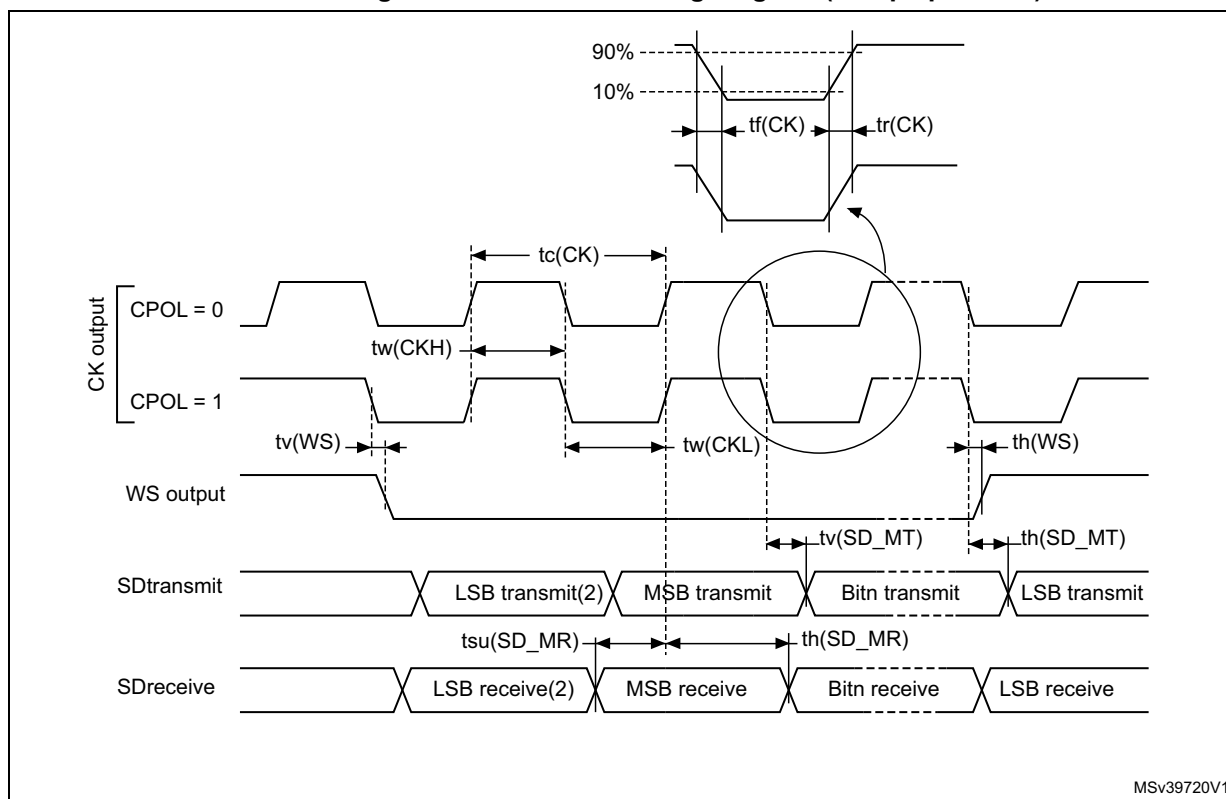 90%
10%
tf(CK)
tr(CK)
tc(CK)
CK output
CPOL = 0
tw(CKH)
CPOL = 1
tv(WS)
tw(CKL)
th(WS)
WS output
tv(SD_MT)
th(SD_MT)
SDtransmit
LSB transmit(2)
MSB transmit
Bitn transmit
LSB transmit
tsu(SD_MR)
th(SD_MR)
SDreceive
LSB receive(2)
MSB receive
Bitn receive
LSB receive
MSv39720V1